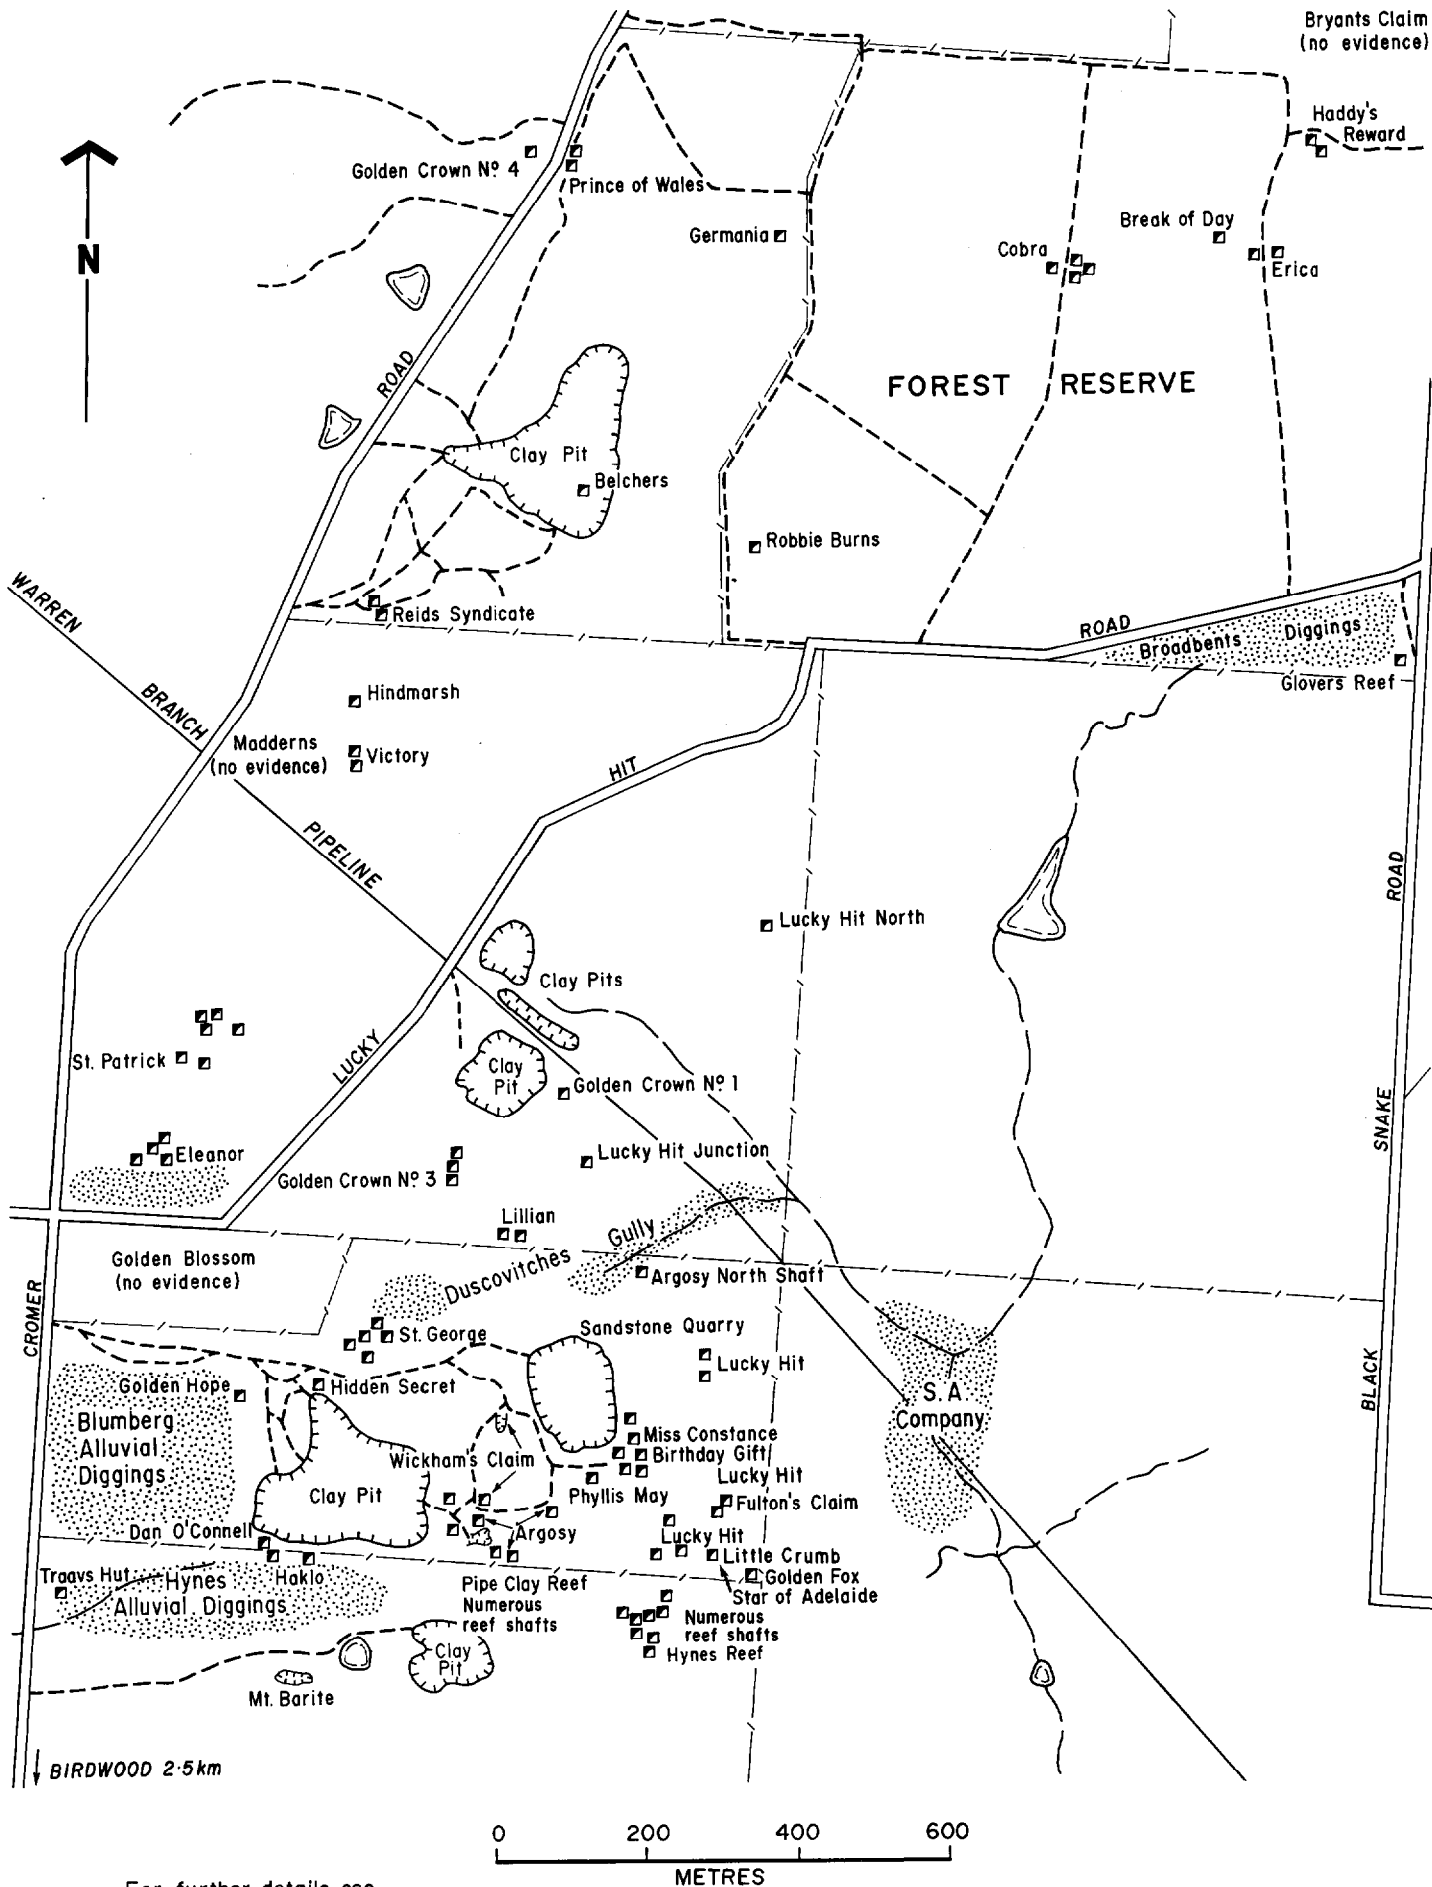 Bryants Claim
(no evidence)
Haddy's
Reward
Golden Crown Nº 4
Prince of Wales
Germania
Break of Day
Cobra
Erica
N
ROAD
FOREST RESERVE
Clay Pit
Belchers
Robbie Burns
WARREN
Reids Syndicate
ROAD
Broadbents Diggings
Glovers Reef
Hindmarsh
BRANCH
Madderns
(no evidence)
Victory
HIT
PIPELINE
ROAD
Lucky Hit North
Clay Pits
LUCKY
St. Patrick
Clay
Pit
Golden Crown Nº 1
SNAKE
Eleanor
Lucky Hit Junction
Golden Crown Nº 3
Lillian
Duscovitches Gully
Golden Blossom
(no evidence)
Argosy North Shaft
CROMER
St. George
Sandstone Quarry
Lucky Hit
BLACK
Golden Hope
Hidden Secret
S.A
Company
Blumberg
Alluvial
Diggings
Miss Constance
Birthday Gift
Wickham's Claim
Lucky Hit
Clay Pit
Phyllis May
Fulton's Claim
Dan O'Connell
Argosy
Lucky Hit
Little Crumb
Traavs Hut
Hynes
Alluvial Diggings
Haklo
Golden Fox
Star of Adelaide
Pipe Clay Reef
Numerous
reef shafts
Numerous
reef shafts
Hynes Reef
Clay
Pit
Mt. Barite
BIRDWOOD 2·5km
0 200 400 600
METRES
For further details see